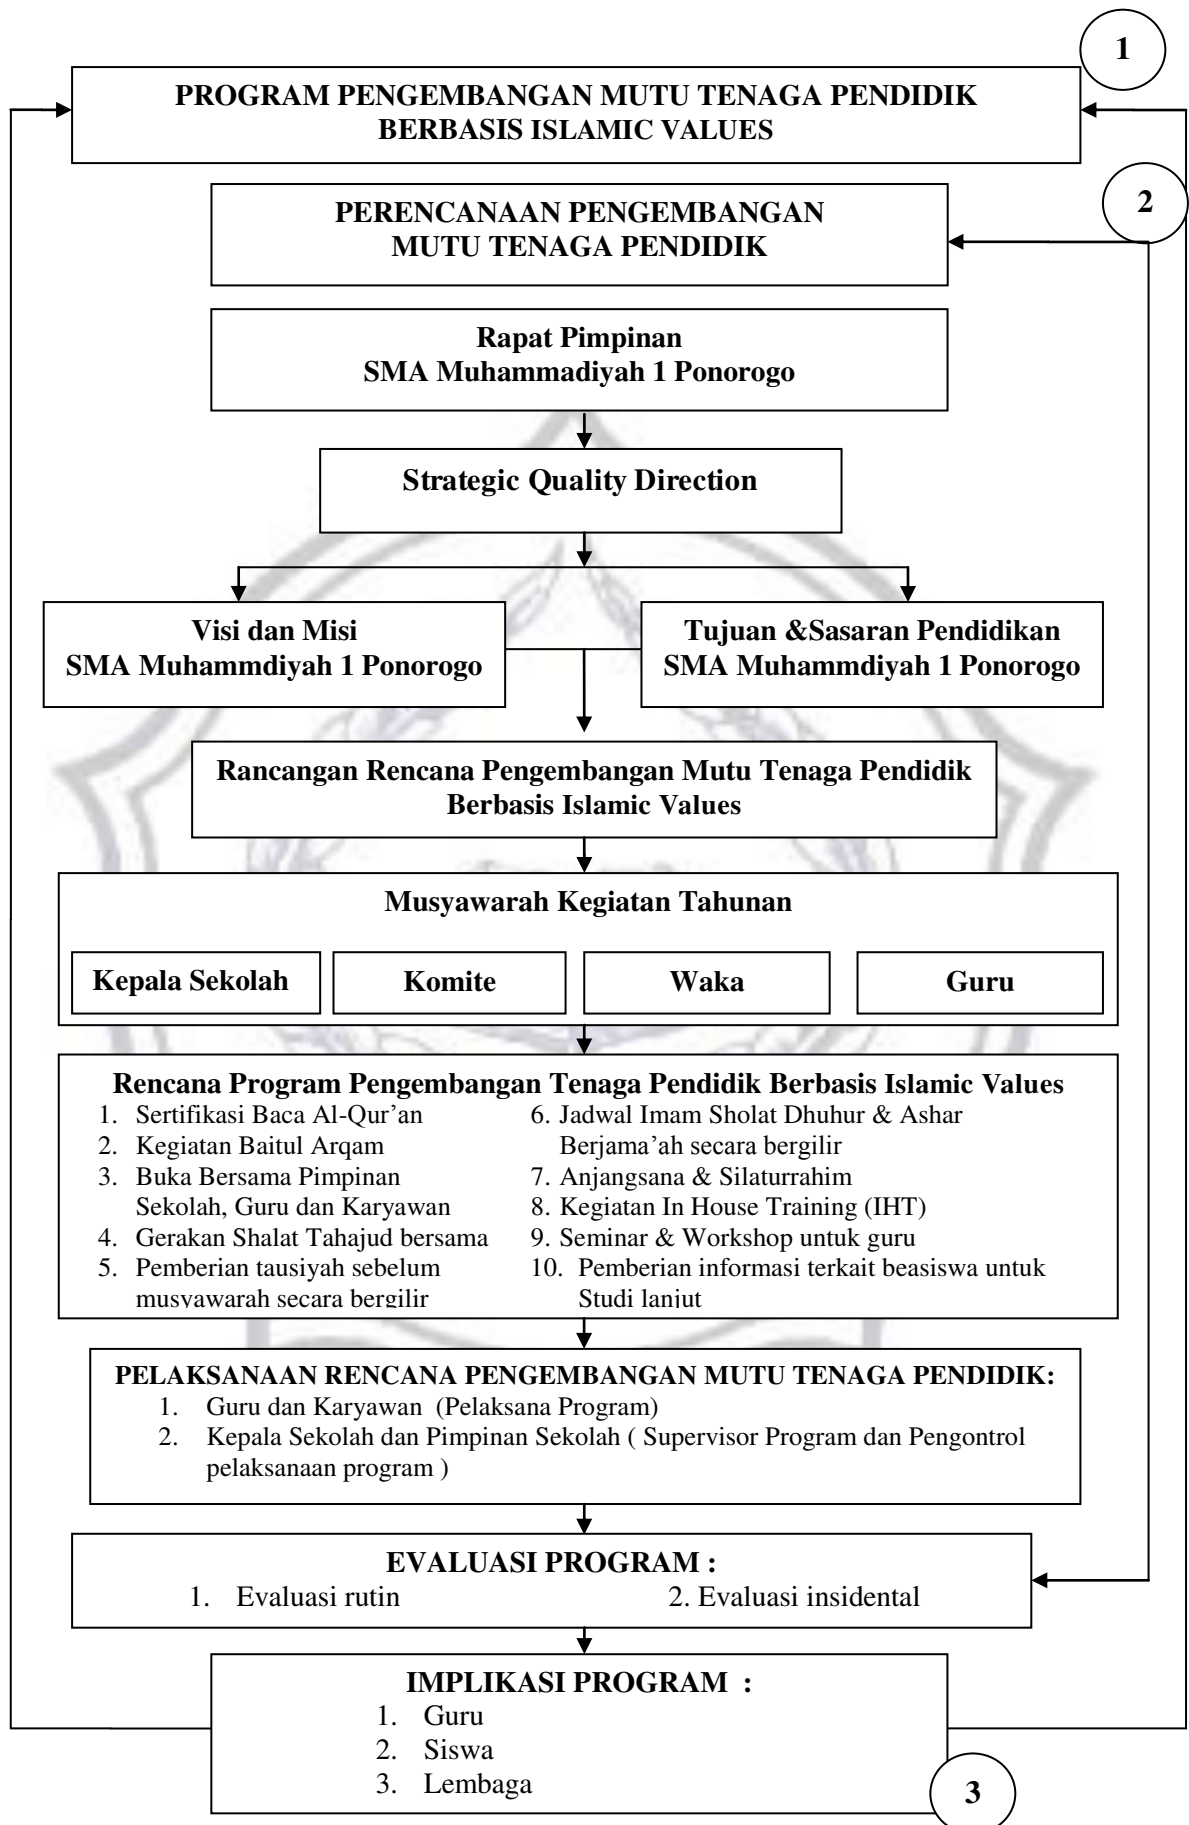 1
PROGRAM PENGEMBANGAN MUTU TENAGA PENDIDIK
BERBASIS ISLAMIC VALUES
2
PERENCANAAN PENGEMBANGAN
MUTU TENAGA PENDIDIK
Rapat Pimpinan
SMA Muhammadiyah 1 Ponorogo
Strategic Quality Direction
Visi dan Misi
SMA Muhammdiyah 1 Ponorogo
Tujuan &Sasaran Pendidikan
SMA Muhammdiyah 1 Ponorogo
Rancangan Rencana Pengembangan Mutu Tenaga Pendidik
Berbasis Islamic Values
Musyawarah Kegiatan Tahunan
Kepala Sekolah
Komite
Waka
Guru
Rencana Program Pengembangan Tenaga Pendidik Berbasis Islamic Values
1. Sertifikasi Baca Al-Qur’an
2. Kegiatan Baitul Arqam
3. Buka Bersama Pimpinan
Sekolah, Guru dan Karyawan
4. Gerakan Shalat Tahajud bersama
5. Pemberian tausiyah sebelum
musyawarah secara bergilir
6. Jadwal Imam Sholat Dhuhur & Ashar
Berjama’ah secara bergilir
7. Anjangsana & Silaturrahim
8. Kegiatan In House Training (IHT)
9. Seminar & Workshop untuk guru
10. Pemberian informasi terkait beasiswa untuk
Studi lanjut
PELAKSANAAN RENCANA PENGEMBANGAN MUTU TENAGA PENDIDIK:
1. Guru dan Karyawan (Pelaksana Program)
2. Kepala Sekolah dan Pimpinan Sekolah ( Supervisor Program dan Pengontrol
pelaksanaan program )
EVALUASI PROGRAM :
1. Evaluasi rutin
2. Evaluasi insidental
IMPLIKASI PROGRAM :
1. Guru
2. Siswa
3. Lembaga
3